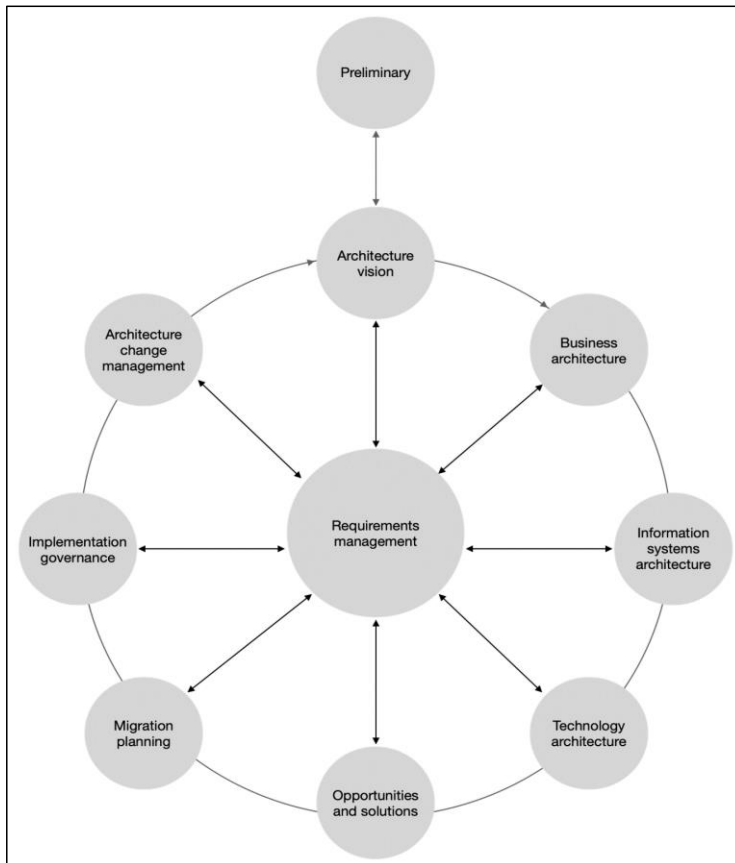 Preliminary
Architecture
vision
Business
architecture
Information
systems
architecture
Technology
architecture
Opportunities
and solutions
Migration
planning
Implementation
governance
Architecture
change
management
Requirements
management